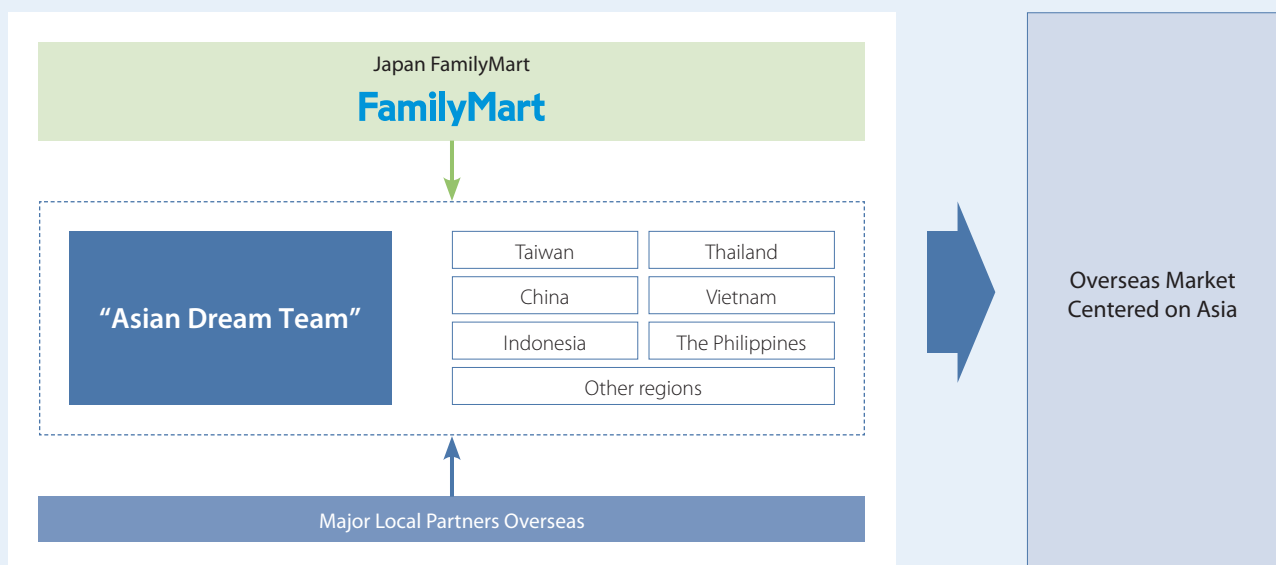 Japan FamilyMart
FamilyMart
“Asian Dream Team”
Taiwan
Thailand
China
Vietnam
Indonesia
The Philippines
Other regions
Major Local Partners Overseas
Overseas Market
Centered on Asia